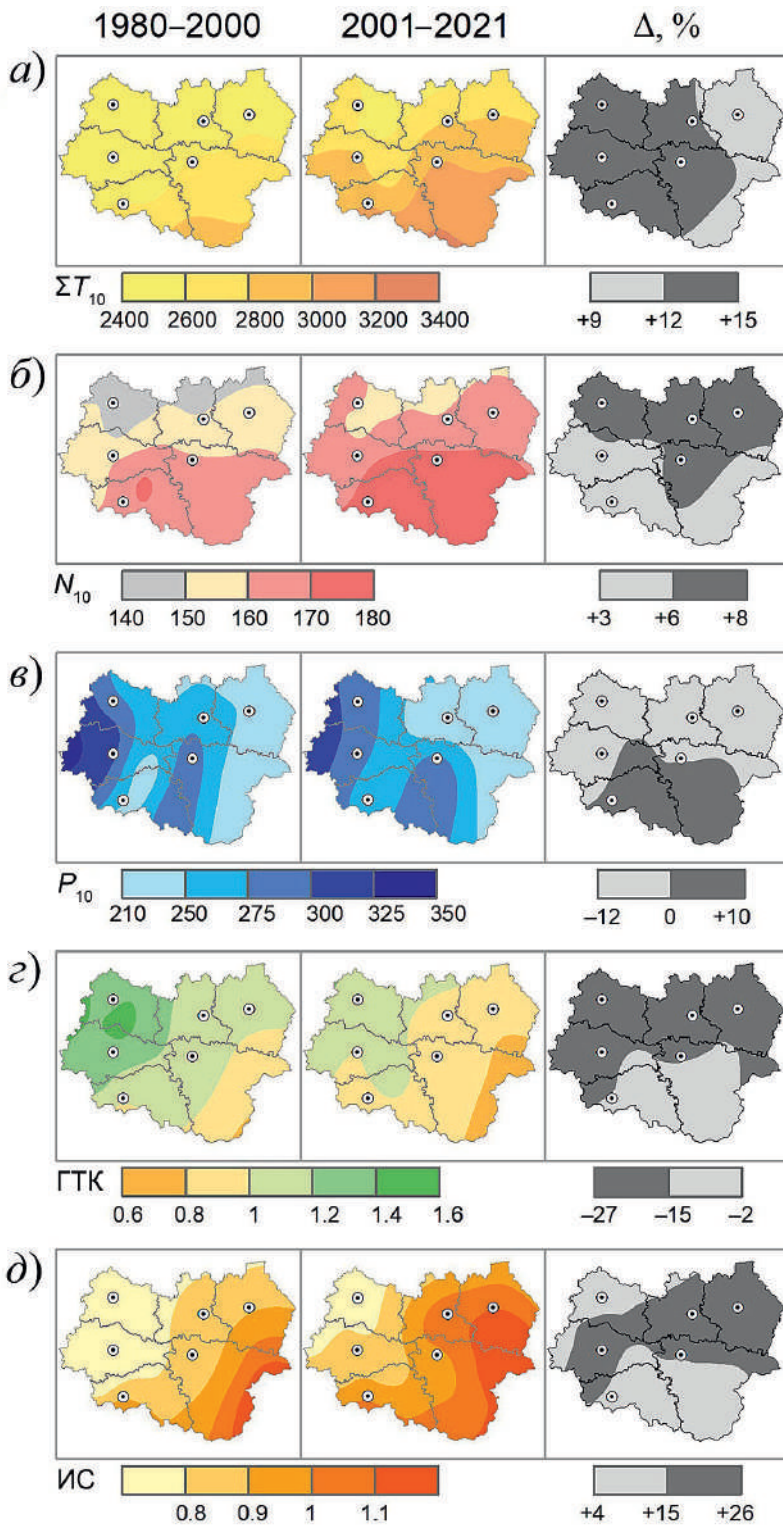 1980–2000 2001–2021 Δ, %
а)
ΣT10
2400 2600 2800 3000 3200 3400
+9 +12 +15
б)
N10
140 150 160 170 180
+3 +6 +8
в)
P10
210 250 275 300 325 350
–12 0 +10
г)
ГТК
0.6 0.8 1 1.2 1.4 1.6
–27 –15 –2
д)
ИС
0.8 0.9 1 1.1
+4 +15 +26